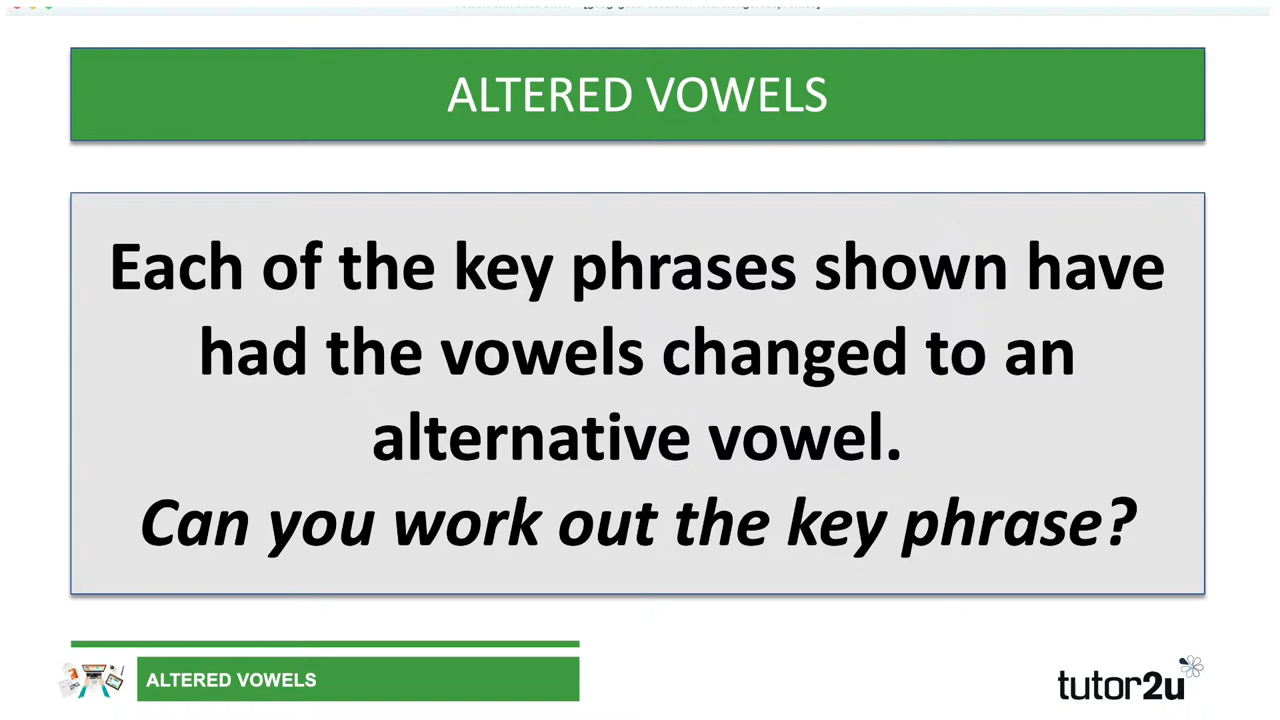 ALTERED VOWELS
Each of the key phrases shown have
had the vowels changed to an
alternative vowel.
Can you work out the key phrase?
ALTERED VOWELS
tutor2u